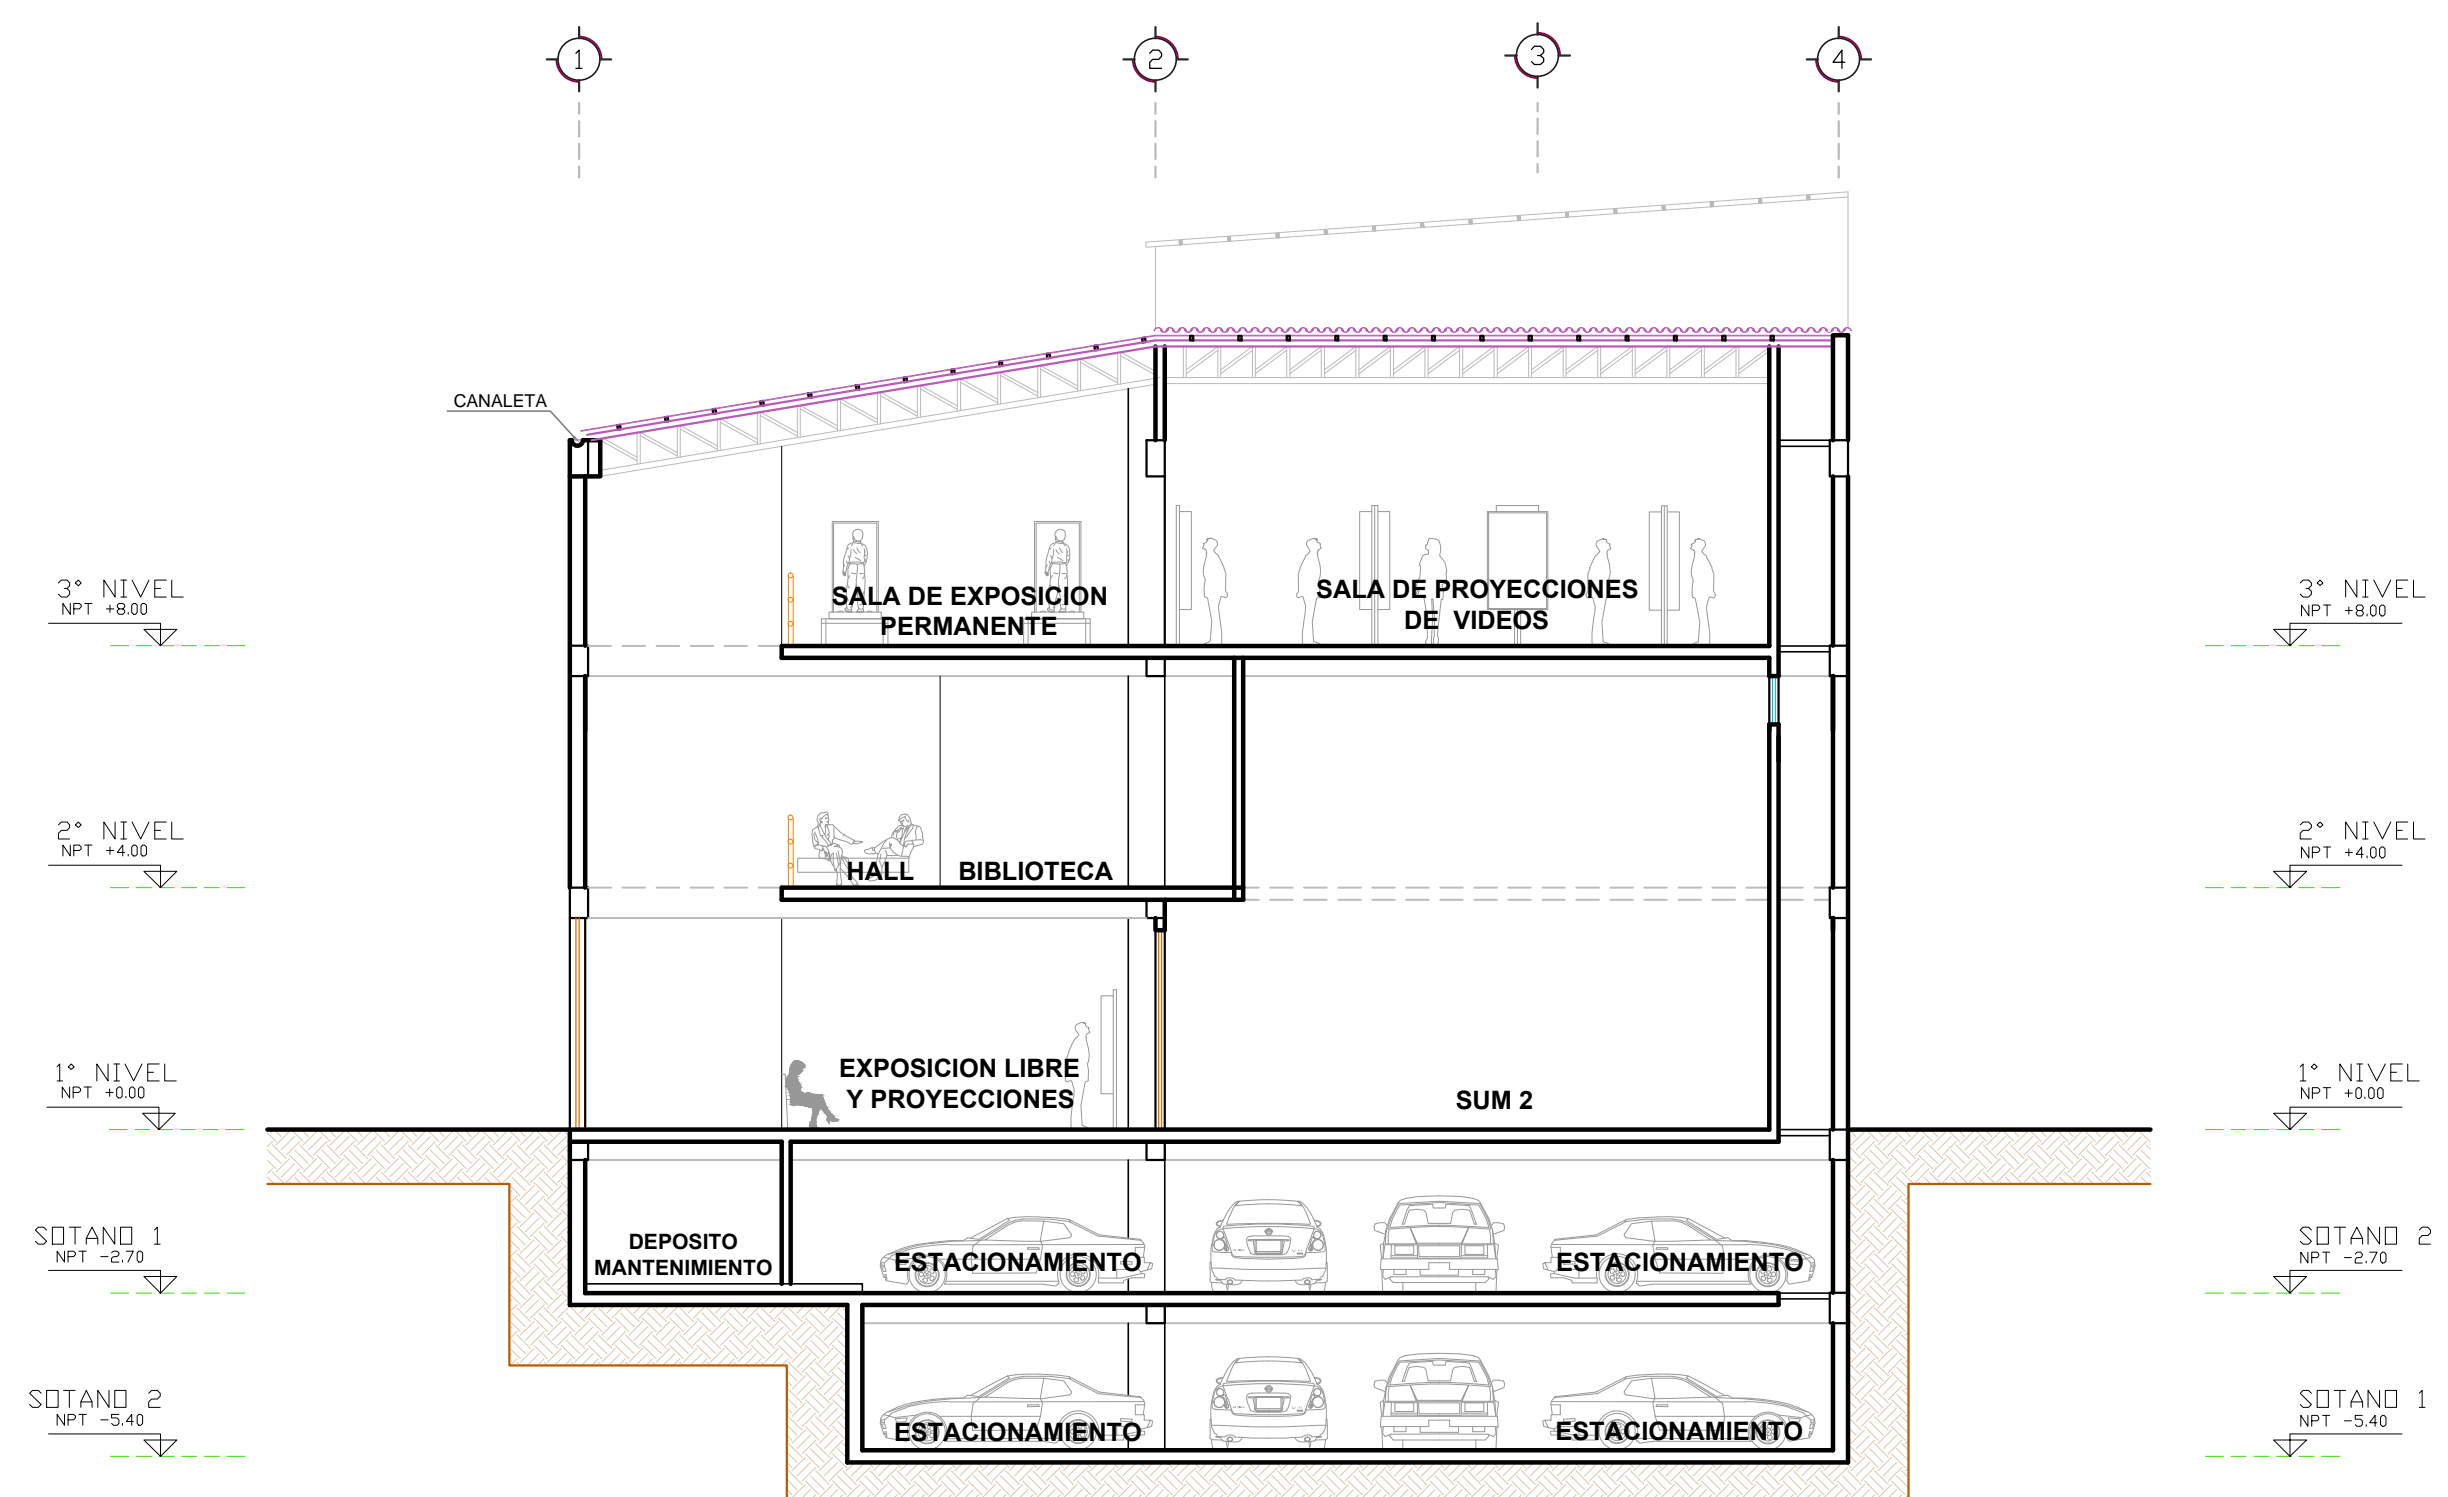 1
2
3
4
CANALETA
SALA DE EXPOSICION
PERMANENTE
SALA DE PROYECCIONES
DE VIDEOS
3° NIVEL
NPT +8.00
3° NIVEL
NPT +8.00
2° NIVEL
NPT +4.00
HALL
BIBLIOTECA
2° NIVEL
NPT +4.00
1° NIVEL
NPT +0.00
EXPOSICION LIBRE
Y PROYECCIONES
SUM 2
1° NIVEL
NPT +0.00
SOTANO 1
NPT -2.70
DEPOSITO
MANTENIMIENTO
ESTACIONAMIENTO
ESTACIONAMIENTO
SOTANO 2
NPT -2.70
SOTANO 2
NPT -5.40
ESTACIONAMIENTO
ESTACIONAMIENTO
SOTANO 1
NPT -5.40